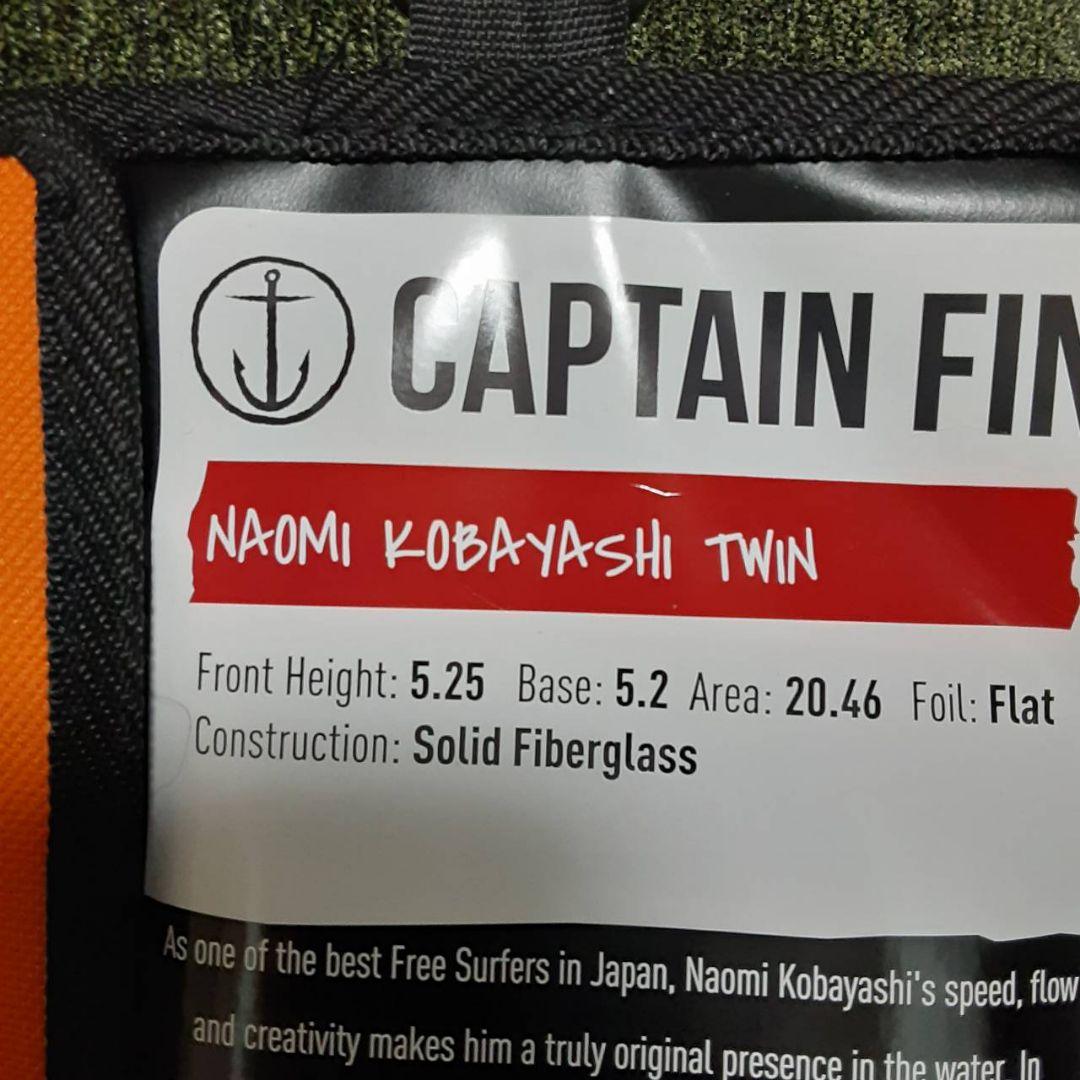 CAPTAIN FIN
NAOMI KOBAYASHI TWIN
Front Height: 5.25 Base: 5.2 Area: 20.46 Foil: Flat
Construction: Solid Fiberglass
As one of the best Free Surfers in Japan, Naomi Kobayashi's speed, flow
and creativity makes him a truly original presence in the water. In